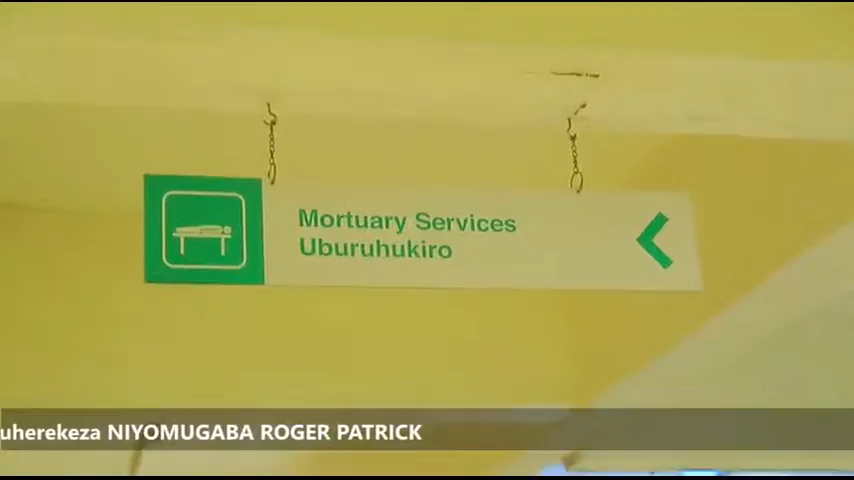 Mortuary Services
Uburuhukiro
uherekeza NIYOMUGABA ROGER PATRICK